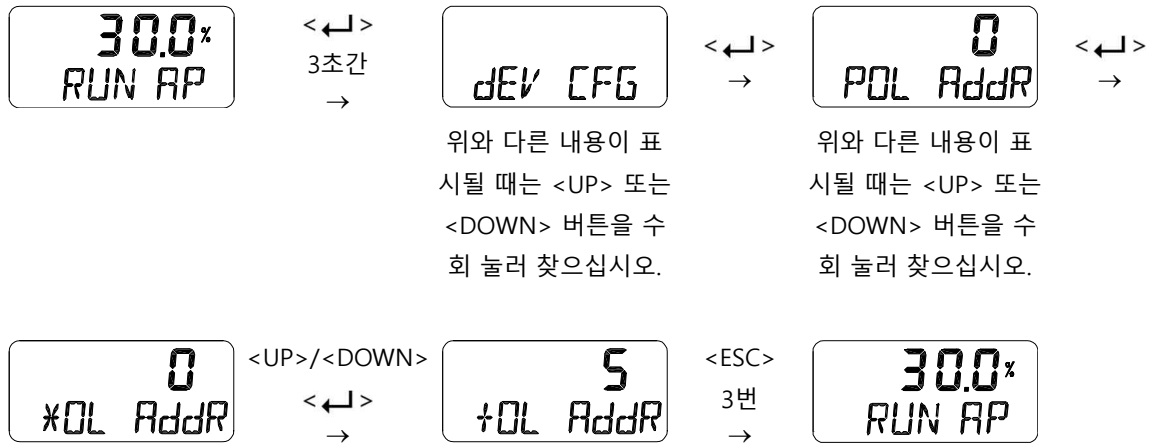 30.0%
RUN AP
<↵>
3초간
→
dEV CFG
<↵>
→
0
POL AddR
<↵>
→
위와 다른 내용이 표
시될 때는 <UP> 또는
<DOWN> 버튼을 수
회 눌러 찾으십시오.
위와 다른 내용이 표
시될 때는 <UP> 또는
<DOWN> 버튼을 수
회 눌러 찾으십시오.
0
*OL AddR
<UP>/<DOWN>
<↵>
→
5
+OL AddR
<ESC>
3번
→
30.0%
RUN AP